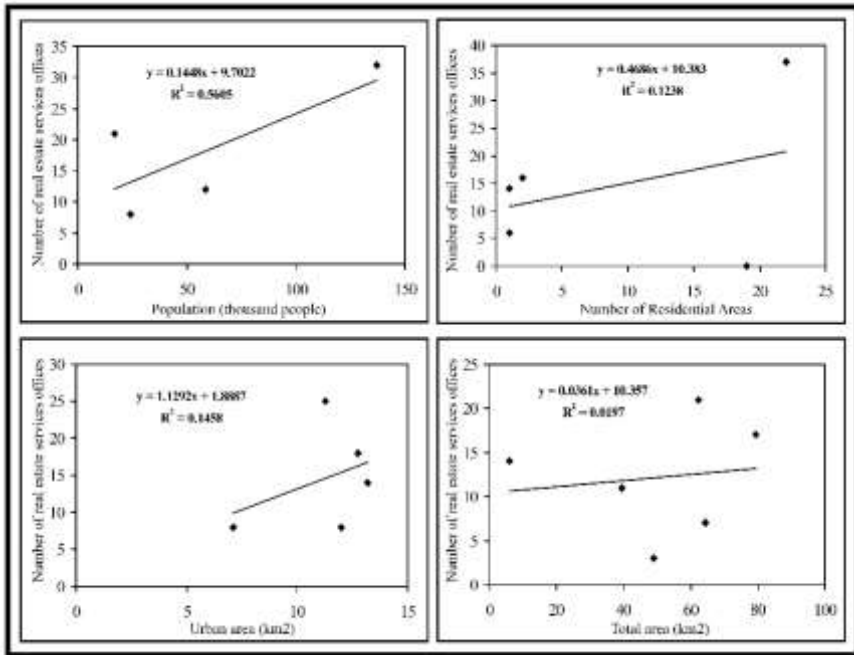 Number of real estate services offices
35
30
25
20
15
10
5
0
y = 0.1448x + 9.7022
R² = 0.5605
0 50 100 150
Population (thousand people)
Number of real estate services offices
40
35
30
25
20
15
10
5
0
y = 0.4686x + 10.383
R² = 0.1238
0 5 10 15 20 25
Number of Residential Areas
Number of real estate services offices
30
25
20
15
10
5
0
y = 1.1292x + 1.8887
R² = 0.1458
0 5 10 15
Urban area (km2)
Number of real estate services offices
25
20
15
10
5
0
y = 0.0361x + 10.357
R² = 0.0197
0 20 40 60 80 100
Total area (km2)